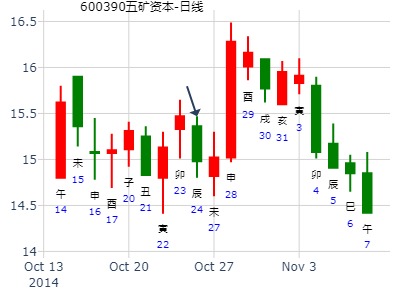 600390五矿资本-日线
16.5
16
15.5
15
14.5
14
午
14
未
15
申
16
酉
17
子
20
丑
21
寅
22
卯
23
辰
24
未
27
申
28
酉
29
戌
30
亥
31
寅
3
卯
4
辰
5
巳
6
午
7
Oct 13
2014
Oct 20
Oct 27
Nov 3